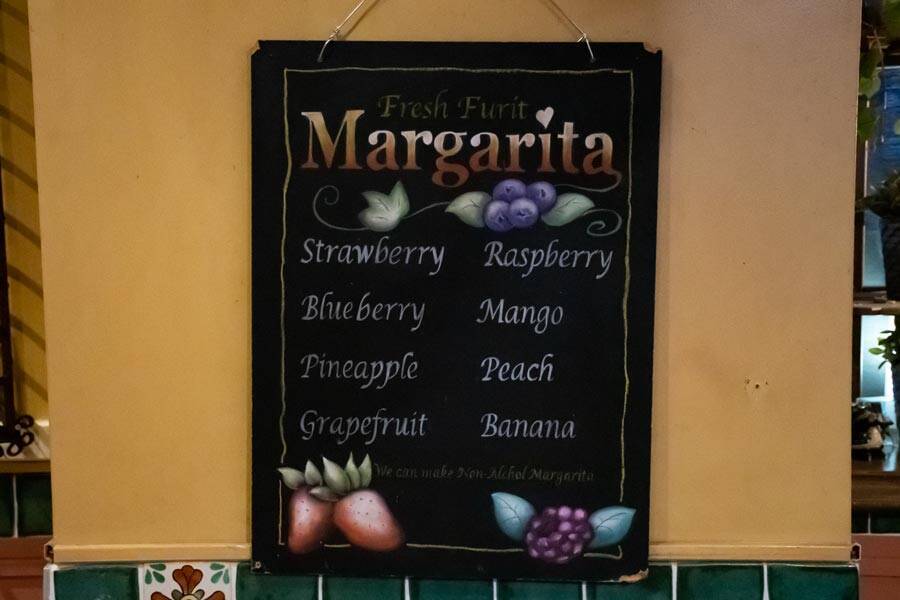 Fresh Furit
Margarita
Strawberry Raspberry
Blueberry Mango
Pineapple Peach
Grapefruit Banana
We can make Non-Alchol Margarita